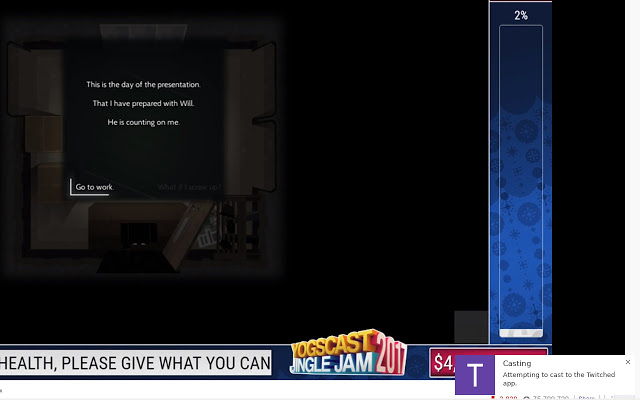 2%
This is the day of the presentation.
That I have prepared with Will.
He is counting on me.
Go to work.
What if I screw up?
YOGSCAST
JINGLE JAM 2017
HEALTH, PLEASE GIVE WHAT YOU CAN
$4,
T
Casting
Attempting to cast to the Twitched
app.